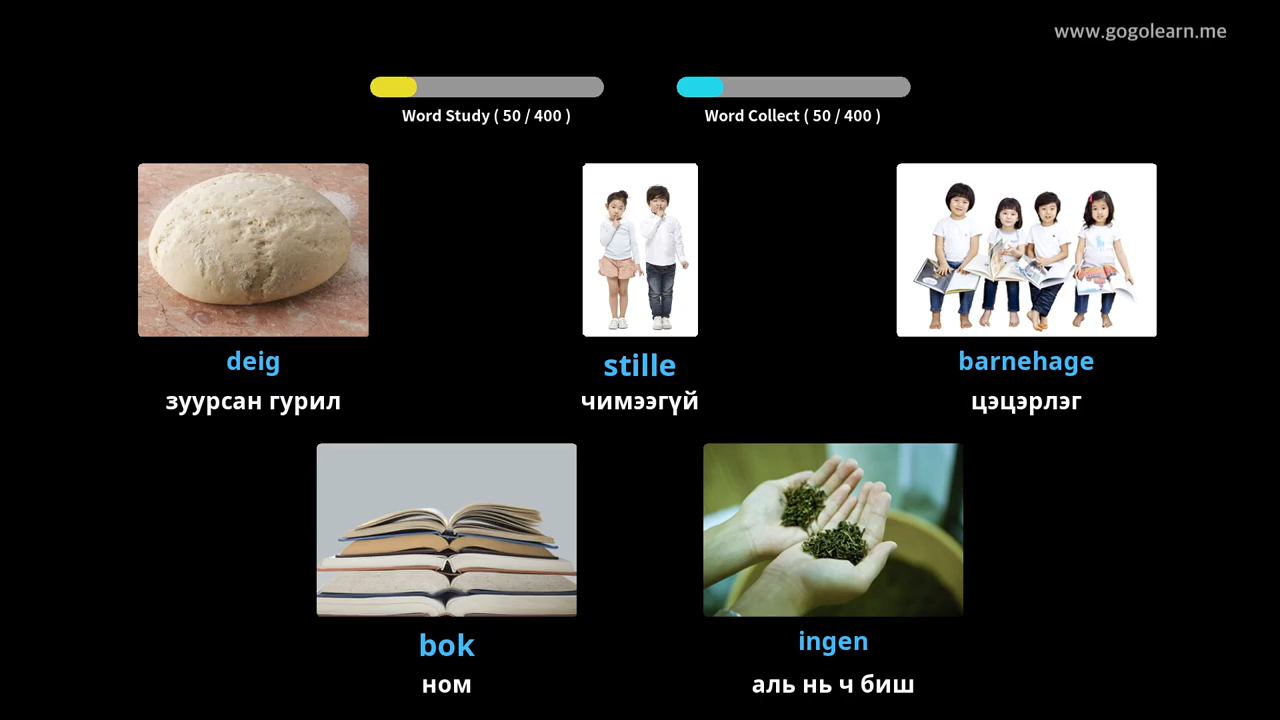 www.gogolearn.me
Word Study ( 50 / 400 )
Word Collect ( 50 / 400 )
deig
зуурсан гурил
stille
чимээгүй
barnehage
цэцэрлэг
bok
ном
ingen
аль нь ч биш